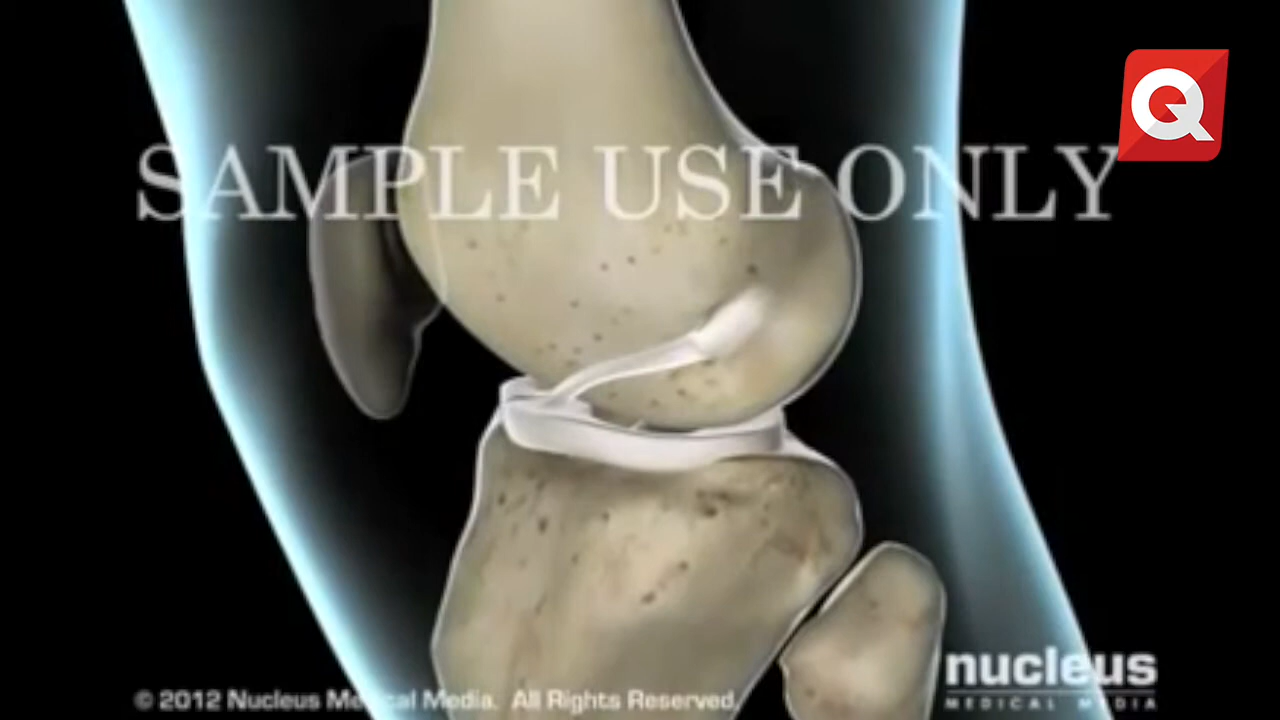 SAMPLE USE ONLY
Q
nucleus
MEDICAL MEDIA
© 2012 Nucleus Medical Media. All Rights Reserved.